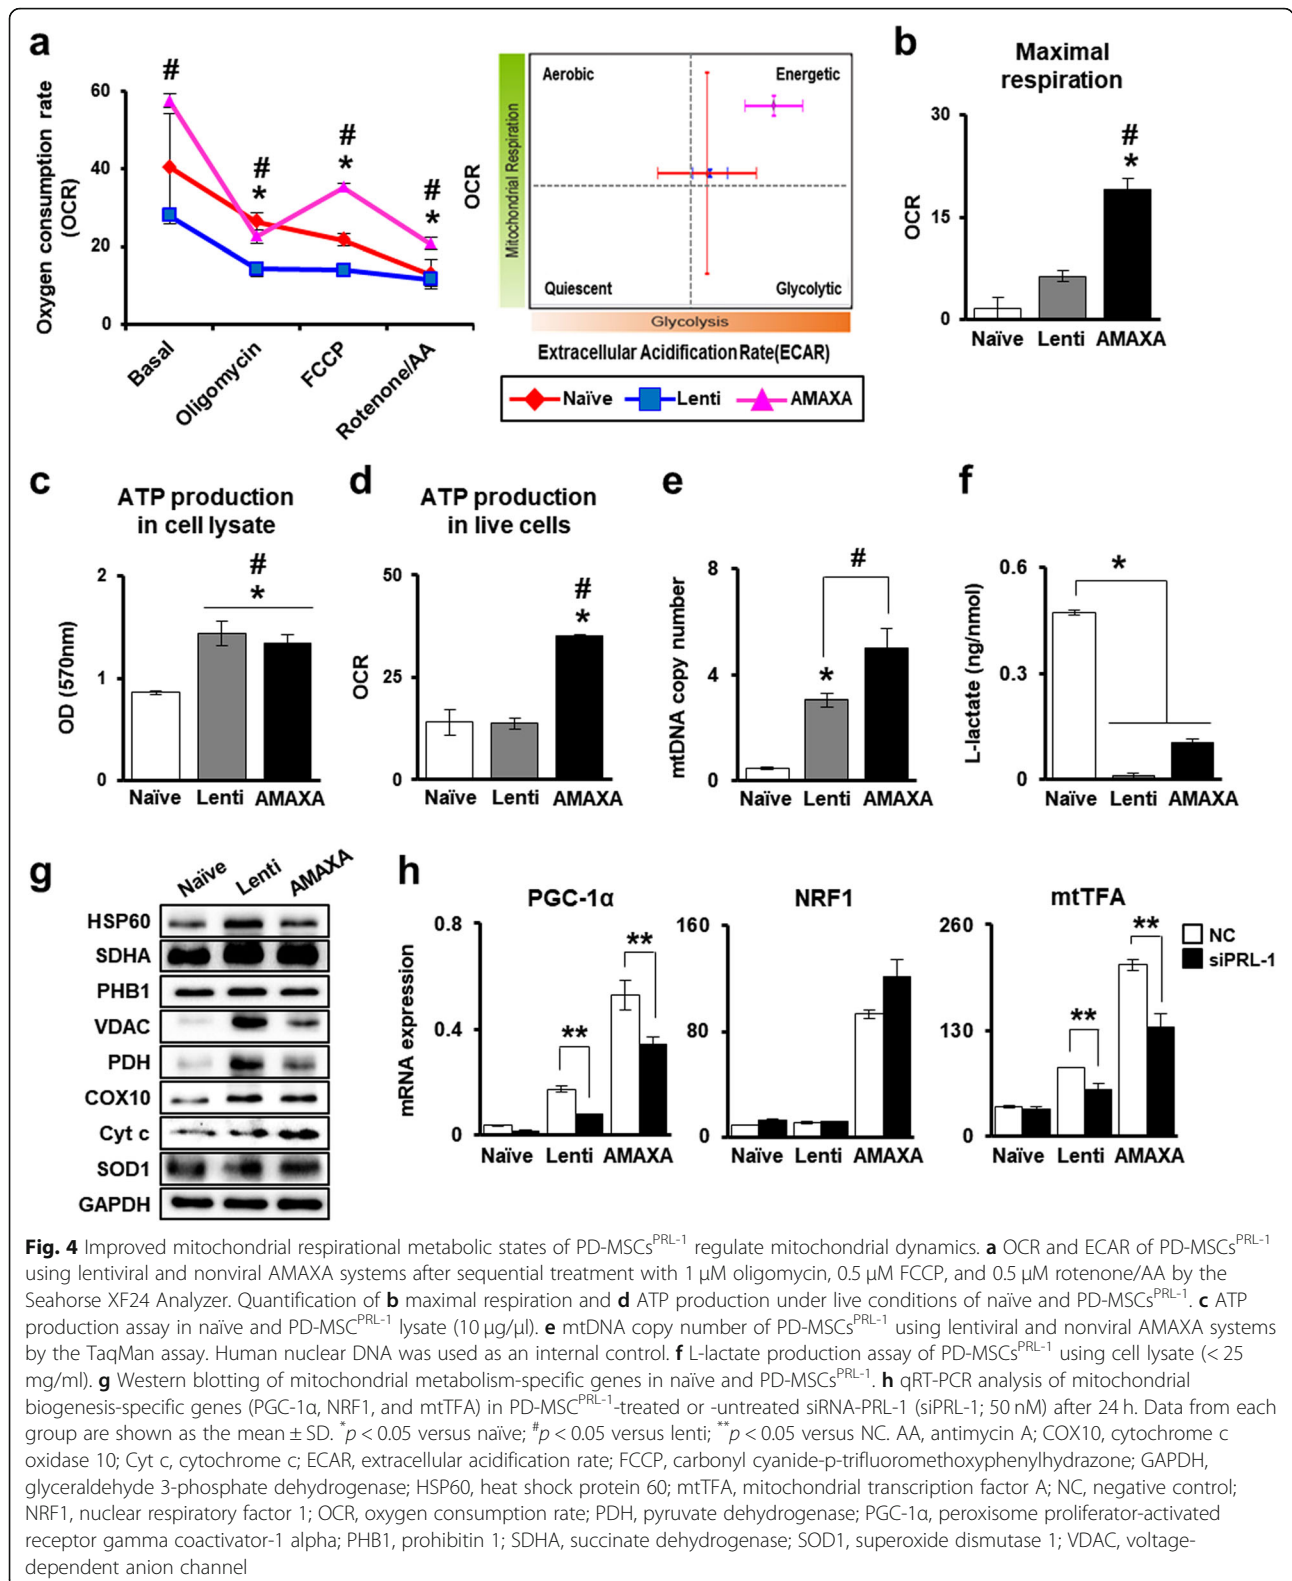 a
#
#
#
#
*
*
*
60
40
20
0
Oxygen consumption rate
(OCR)
Basal
Oligomycin
FCCP
Rotenone/AA
Aerobic
Energetic
Quiescent
Glycolytic
OCR
Mitochondrial Respiration
Glycolysis
Extracellular Acidification Rate(ECAR)
Naïve
Lenti
AMAXA
b
Maximal
respiration
#
*
30
15
0
OCR
Naïve Lenti AMAXA
c
ATP production
in cell lysate
#
*
2
1
0
OD (570nm)
Naïve Lenti AMAXA
d
ATP production
in live cells
#
*
50
25
0
OCR
Naïve Lenti AMAXA
e
#
*
8
4
0
mtDNA copy number
Naïve Lenti AMAXA
f
*
0.6
0.3
0
L-lactate (ng/nmol)
Naïve Lenti AMAXA
g
Naïve Lenti AMAXA
HSP60
SDHA
PHB1
VDAC
PDH
COX10
Cyt c
SOD1
GAPDH
h
PGC-1α
0.8
0.4
0
mRNA expression
**
**
Naïve Lenti AMAXA
NRF1
160
80
0
Naïve Lenti AMAXA
mtTFA
260
130
0
**
**
Naïve Lenti AMAXA
NC
siPRL-1
Fig. 4 Improved mitochondrial respirational metabolic states of PD-MSCsPRL-1 regulate mitochondrial dynamics. a OCR and ECAR of PD-MSCsPRL-1
using lentiviral and nonviral AMAXA systems after sequential treatment with 1 μM oligomycin, 0.5 μM FCCP, and 0.5 μM rotenone/AA by the
Seahorse XF24 Analyzer. Quantification of b maximal respiration and d ATP production under live conditions of naïve and PD-MSCsPRL-1. c ATP
production assay in naïve and PD-MSCPRL-1 lysate (10 μg/μl). e mtDNA copy number of PD-MSCsPRL-1 using lentiviral and nonviral AMAXA systems
by the TaqMan assay. Human nuclear DNA was used as an internal control. f L-lactate production assay of PD-MSCsPRL-1 using cell lysate (< 25
mg/ml). g Western blotting of mitochondrial metabolism-specific genes in naïve and PD-MSCsPRL-1. h qRT-PCR analysis of mitochondrial
biogenesis-specific genes (PGC-1α, NRF1, and mtTFA) in PD-MSCPRL-1-treated or -untreated siRNA-PRL-1 (siPRL-1; 50 nM) after 24 h. Data from each
group are shown as the mean ± SD. *p < 0.05 versus naïve; #p < 0.05 versus lenti; **p < 0.05 versus NC. AA, antimycin A; COX10, cytochrome c
oxidase 10; Cyt c, cytochrome c; ECAR, extracellular acidification rate; FCCP, carbonyl cyanide-p-trifluoromethoxyphenylhydrazone; GAPDH,
glyceraldehyde 3-phosphate dehydrogenase; HSP60, heat shock protein 60; mtTFA, mitochondrial transcription factor A; NC, negative control;
NRF1, nuclear respiratory factor 1; OCR, oxygen consumption rate; PDH, pyruvate dehydrogenase; PGC-1α, peroxisome proliferator-activated
receptor gamma coactivator-1 alpha; PHB1, prohibitin 1; SDHA, succinate dehydrogenase; SOD1, superoxide dismutase 1; VDAC, voltage-
dependent anion channel